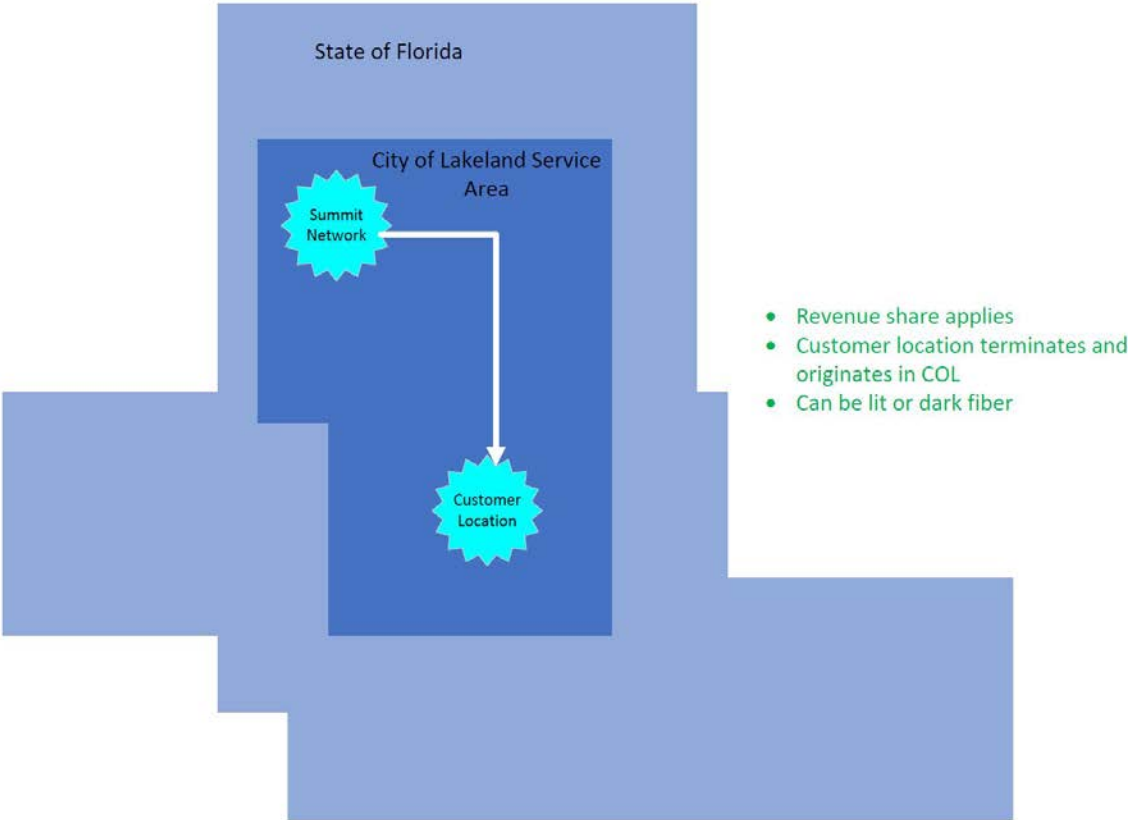 State of Florida
City of Lakeland Service
Area
Summit
Network
• Revenue share applies
• Customer location terminates and
originates in COL
• Can be lit or dark fiber
Customer
Location